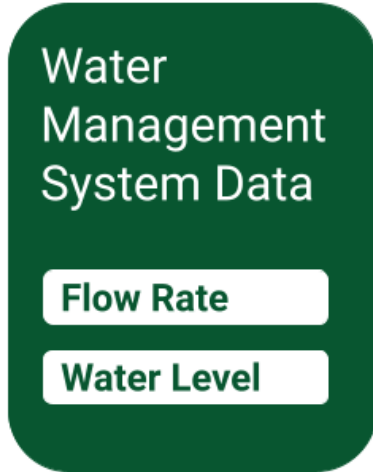 Water
Management
System Data
Flow Rate
Water Level